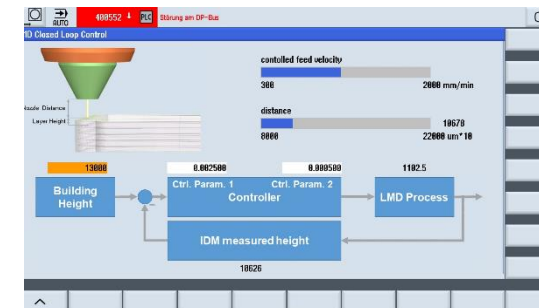 AUTO
400552 ↓ PLC Störung am DP-Bus
1D Closed Loop Control
contolled feed velocity
300 2000 mm/min
Nozzle Distance
distance
Layer Height
10678
8000 22000 um*10
13000 0.002500 0.000500 1102.5
Building Height
Ctrl. Param. 1 Ctrl. Param. 2
Controller
LMD Process
IDM measured height
10626